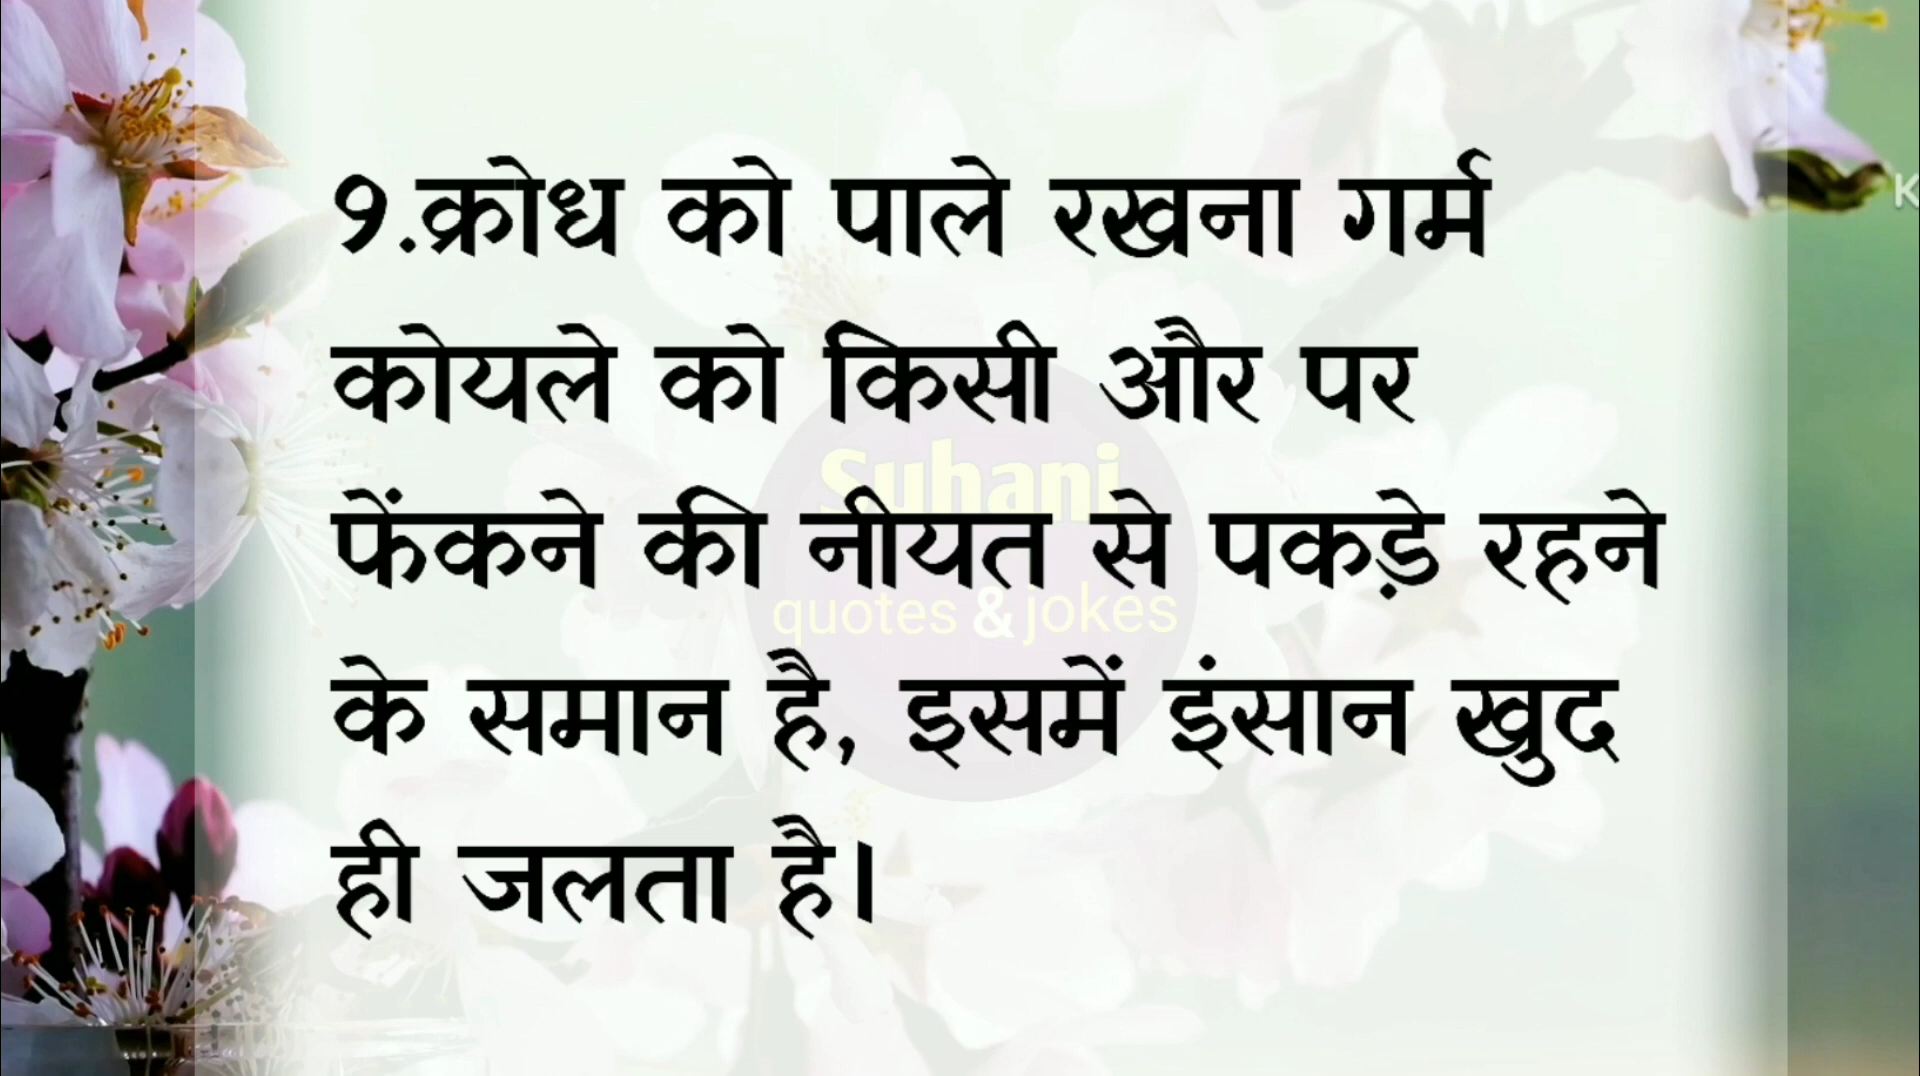 9.क्रोध को पाले रखना गर्म
कोयले को किसी और पर
फेंकने की नीयत से पकड़े रहने
के समान है, इसमें इंसान खुद
ही जलता है।
Suhani
quotes & jokes
K